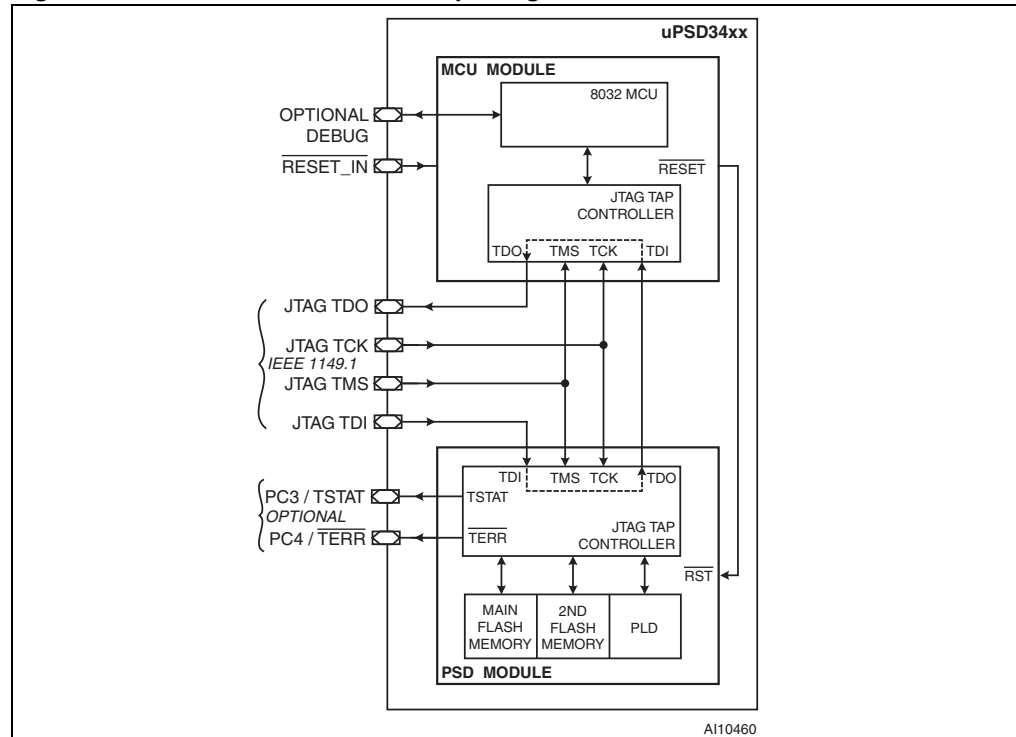 uPSD34xx
MCU MODULE
8032 MCU
OPTIONAL
DEBUG
RESET_IN
RESET
JTAG TAP
CONTROLLER
TDO TMS TCK TDI
JTAG TDO
JTAG TCK
IEEE 1149.1
JTAG TMS
JTAG TDI
TDI TMS TCK TDO
PC3 / TSTAT
TSTAT
OPTIONAL
PC4 / TERR
TERR
JTAG TAP
CONTROLLER
RST
MAIN
FLASH
MEMORY
2ND
FLASH
MEMORY
PLD
PSD MODULE
AI10460